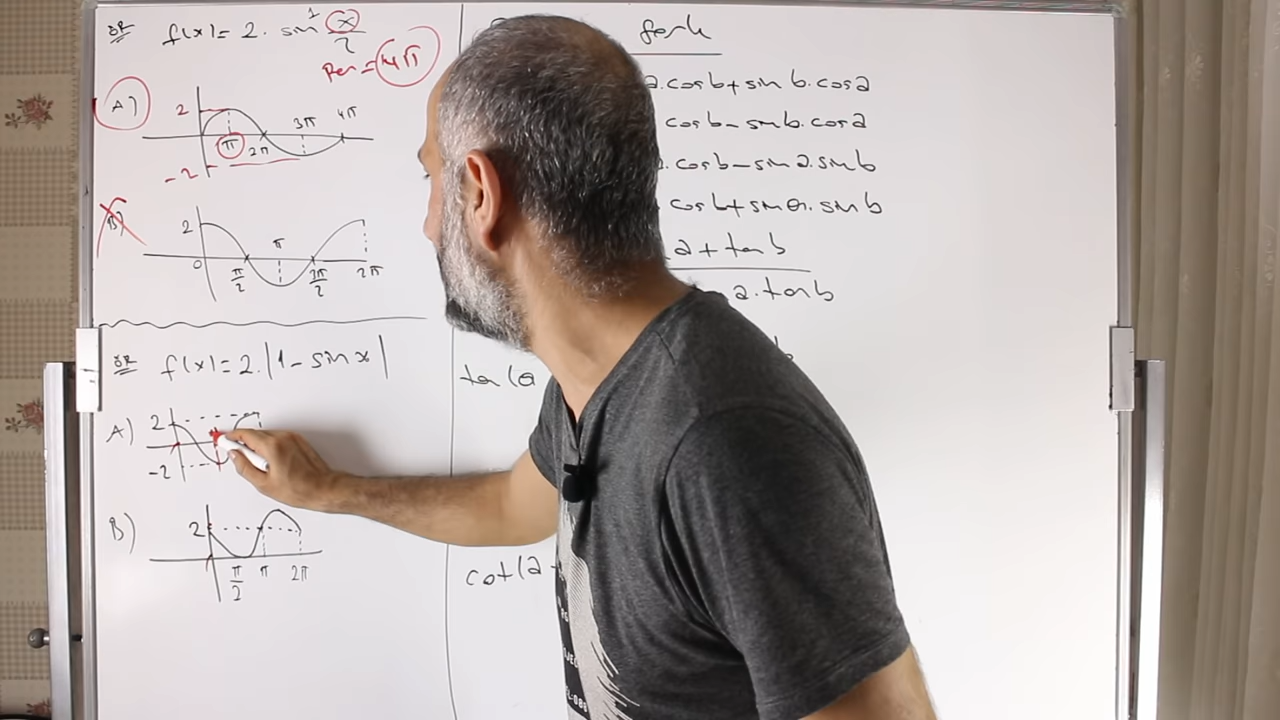 ÖR f(x) = 2 . sin¹ x/2
Per = 4π
A)
2
-2
π 2π 3π 4π
B)
2
0
π/2 π 3π/2 2π
ÖR f(x) = 2 . |1 - sin x|
A)
2
-2
B)
2
π/2 π 2π
fark
a . cos b + sin b . cos a
cos b - sin b . cos a
. cos b - sin a . sin b
cos b + sin a . sin b
a + tan b
a . tan b
b
tan(a
cot(a